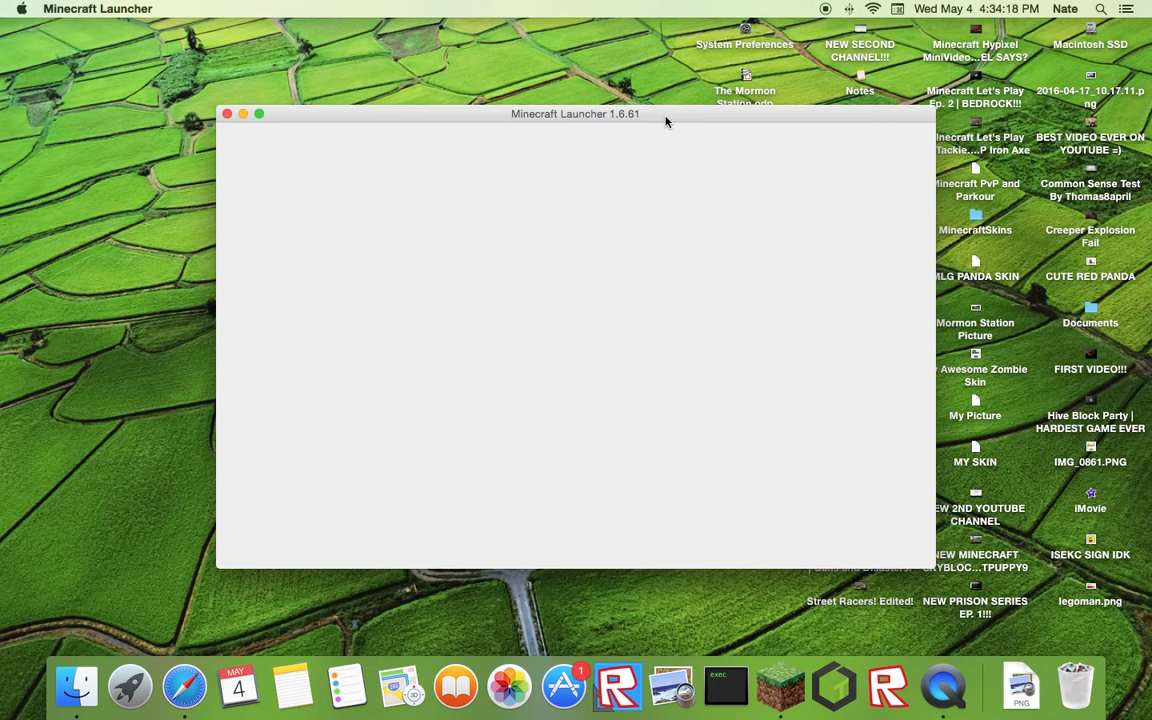 Minecraft Launcher
Wed May 4 4:34:18 PM
Nate
System Preferences
NEW SECOND
CHANNEL!!!
Minecraft Hypixel
MiniVideo...EL SAYS?
Macintosh SSD
The Mormon
Station.odp
Notes
Minecraft Let's Play
Ep. 2 | BEDROCK!!!
2016-04-17_10.17.11.p
ng
Minecraft Launcher 1.6.61
inecraft Let's Play
Tackie....P Iron Axe
BEST VIDEO EVER ON
YOUTUBE =)
Minecraft PvP and
Parkour
Common Sense Test
By Thomas8april
MinecraftSkins
Creeper Explosion
Fail
MLG PANDA SKIN
CUTE RED PANDA
Mormon Station
Picture
Documents
Awesome Zombie
Skin
FIRST VIDEO!!!
My Picture
Hive Block Party |
HARDEST GAME EVER
MY SKIN
IMG_0861.PNG
EW 2ND YOUTUBE
CHANNEL
iMovie
NEW MINECRAFT
KYBLOC...TPUPPY9
ISEKC SIGN IDK
Street Racers! Edited!
NEW PRISON SERIES
EP. 1!!!
legoman.png
MAY
4
3D
1
exec
PNG